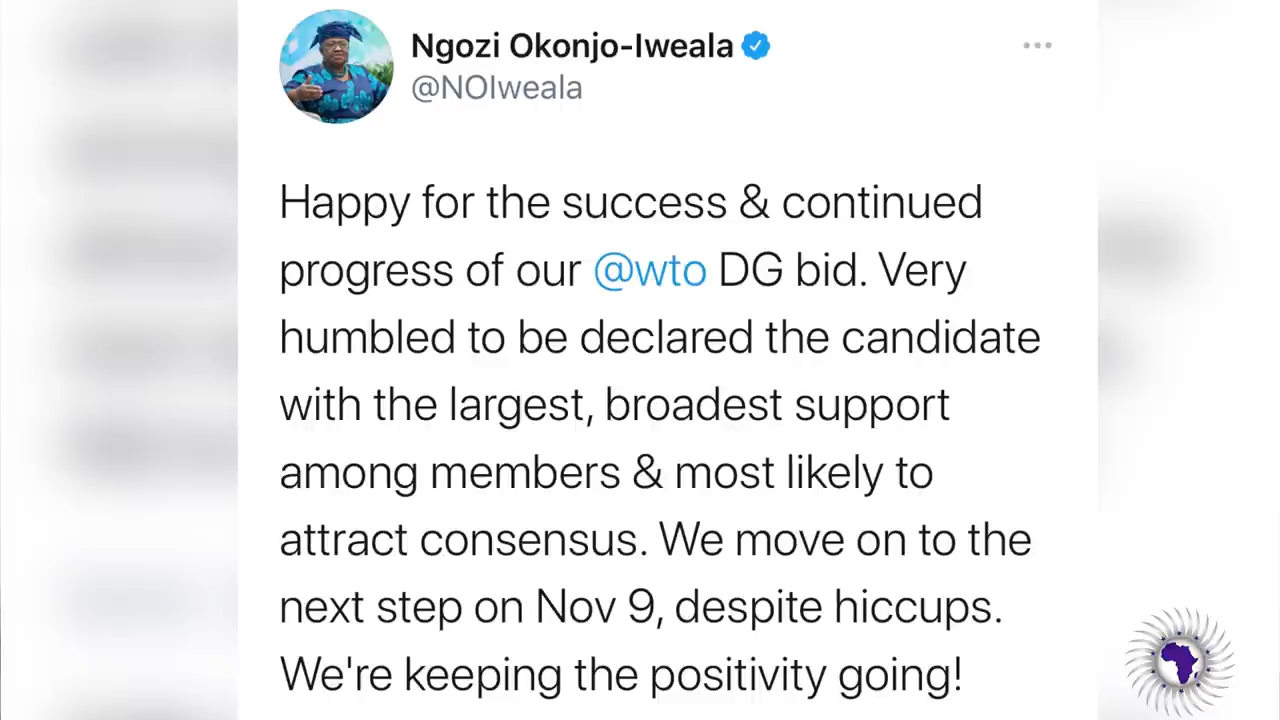 Ngozi Okonjo-Iweala
@NOIweala
Happy for the success & continued
progress of our @wto DG bid. Very
humbled to be declared the candidate
with the largest, broadest support
among members & most likely to
attract consensus. We move on to the
next step on Nov 9, despite hiccups.
We're keeping the positivity going!